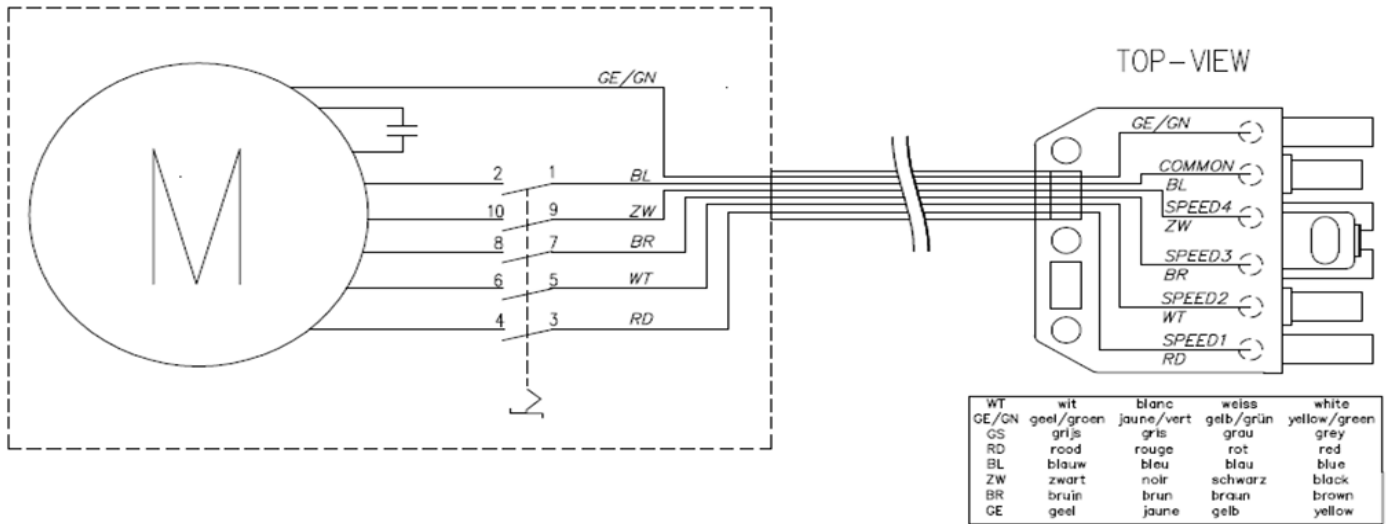 TOP-VIEW
GE/GN
M
2 1 BL
10 9 ZW
8 7 BR
6 5 WT
4 3 RD
GE/GN
COMMON
BL
SPEED4
ZW
SPEED3
BR
SPEED2
WT
SPEED1
RD
WT wit blanc weiss white
GE/GN geel/groen jaune/vert gelb/grün yellow/green
GS grijs gris grau grey
RD rood rouge rot red
BL blauw bleu blau blue
ZW zwart noir schwarz black
BR bruin brun braun brown
GE geel jaune gelb yellow